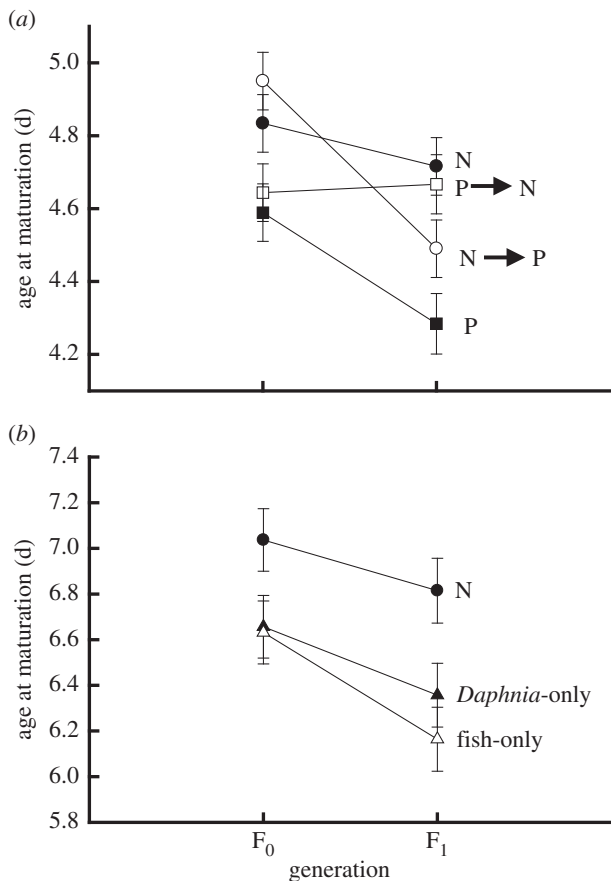 (a)
5.0
4.8
4.6
4.4
4.2
age at maturation (d)
N
P → N
N → P
P
(b)
7.4
7.2
7.0
6.8
6.6
6.4
6.2
6.0
5.8
age at maturation (d)
N
Daphnia-only
fish-only
F₀ F₁
generation